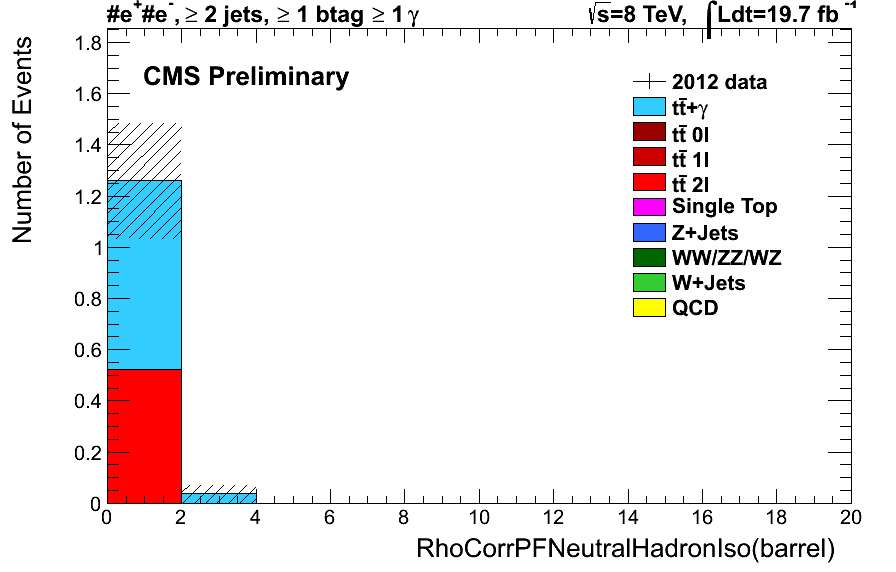 #e⁺#e⁻, ≥ 2 jets, ≥ 1 btag ≥ 1 γ
√s=8 TeV, ∫Ldt=19.7 fb⁻¹
CMS Preliminary
2012 data
tt̄+γ
tt̄ 0l
tt̄ 1l
tt̄ 2l
Single Top
Z+Jets
WW/ZZ/WZ
W+Jets
QCD
Number of Events
1.8
1.6
1.4
1.2
1
0.8
0.6
0.4
0.2
0
0 2 4 6 8 10 12 14 16 18 20
RhoCorrPFNeutralHadronIso(barrel)